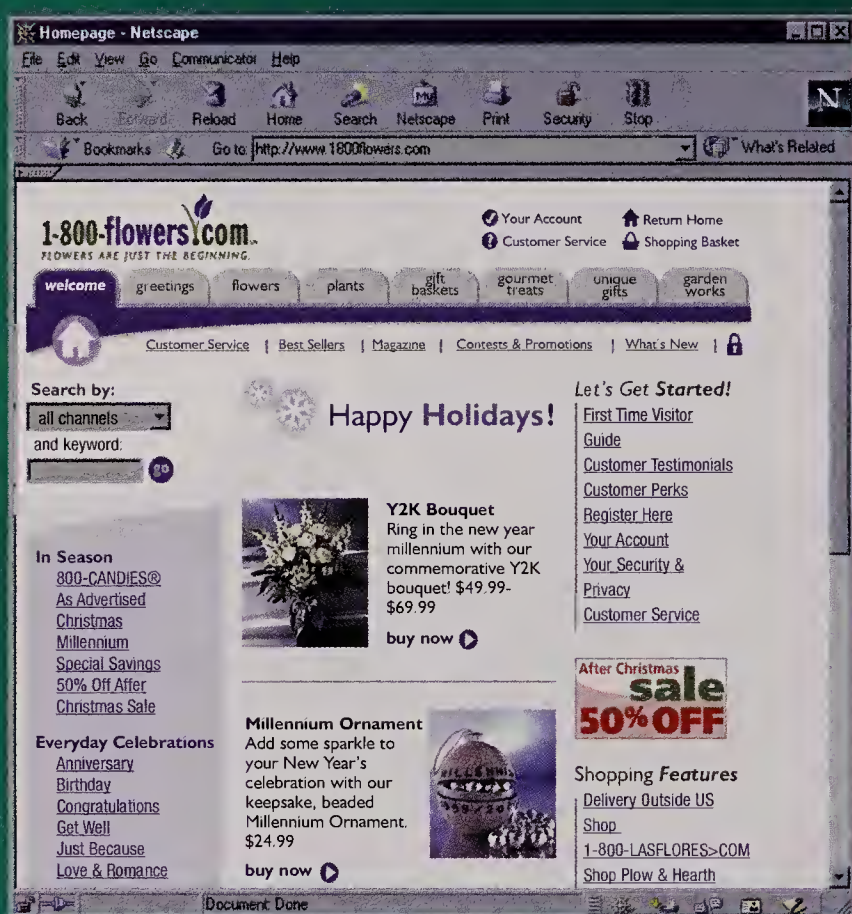 Homepage - Netscape
File Edit View Go Communicator Help
Back Forward Reload Home Search Netscape Print Security Stop
My
N
Bookmarks Go to: http://www.1800flowers.com What's Related
1-800-flowers.com
FLOWERS ARE JUST THE BEGINNING.
Your Account Return Home
Customer Service Shopping Basket
welcome
greetings
flowers
plants
gift
baskets
gourmet
treats
unique
gifts
garden
works
Customer Service | Best Sellers | Magazine | Contests & Promotions | What's New |
Search by:
all channels
and keyword:
go
In Season
800-CANDIES®
As Advertised
Christmas
Millennium
Special Savings
50% Off Affer
Christmas Sale
Everyday Celebrations
Anniversary
Birthday
Congratulations
Get Well
Just Because
Love & Romance
Happy Holidays!
Y2K Bouquet
Ring in the new year
millennium with our
commemorative Y2K
bouquet! $49.99-
$69.99
buy now
Millennium Ornament
Add some sparkle to
your New Year's
celebration with our
keepsake, beaded
Millennium Ornament.
$24.99
buy now
Let's Get Started!
First Time Visitor
Guide
Customer Testimonials
Customer Perks
Register Here
Your Account
Your Security &
Privacy
Customer Service
After Christmas
sale
50% OFF
Shopping Features
Delivery Outside US
Shop
1-800-LASFLORES>COM
Shop Plow & Hearth
Document: Done